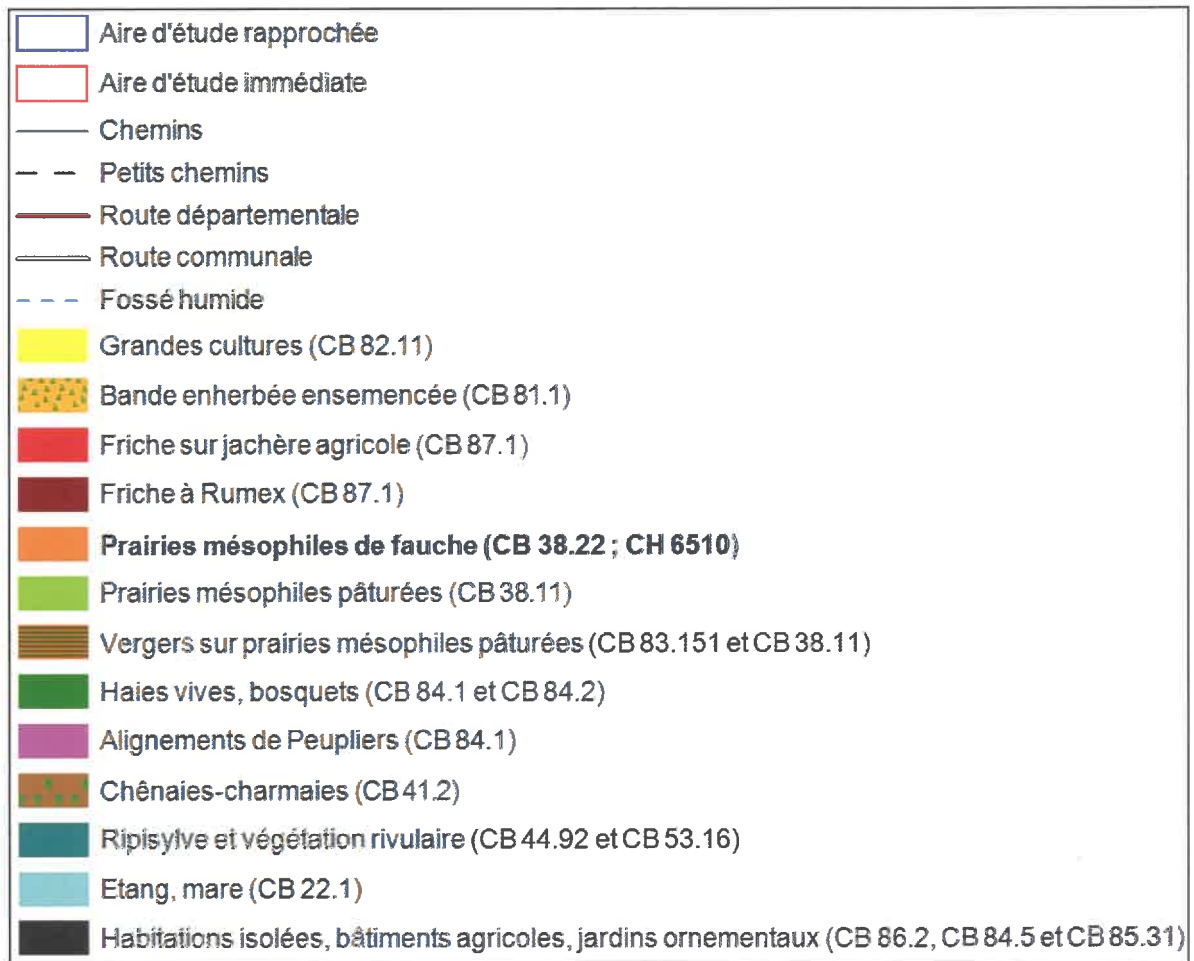 Aire d'étude rapprochée
Aire d'étude immédiate
Chemins
Petits chemins
Route départementale
Route communale
Fossé humide
Grandes cultures (CB 82.11)
Bande enherbée ensemencée (CB 81.1)
Friche sur jachère agricole (CB 87.1)
Friche à Rumex (CB 87.1)
Prairies mésophiles de fauche (CB 38.22 ; CH 6510)
Prairies mésophiles pâturées (CB 38.11)
Vergers sur prairies mésophiles pâturées (CB 83.151 et CB 38.11)
Haies vives, bosquets (CB 84.1 et CB 84.2)
Alignements de Peupliers (CB 84.1)
Chênaies-charmaies (CB 41.2)
Ripisylve et végétation rivulaire (CB 44.92 et CB 53.16)
Etang, mare (CB 22.1)
Habitations isolées, bâtiments agricoles, jardins ornementaux (CB 86.2, CB 84.5 et CB 85.31)